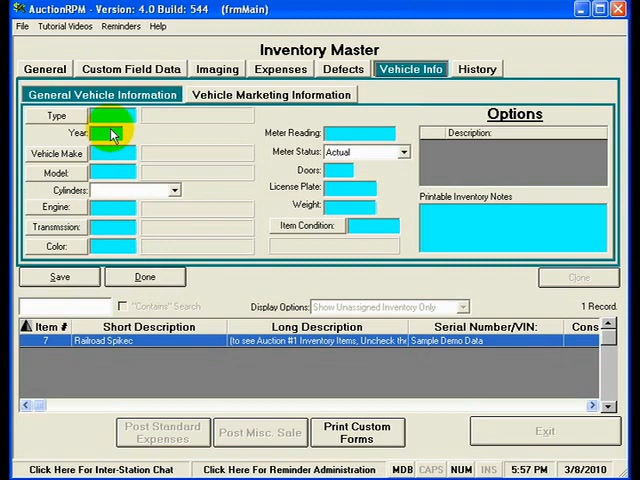 AuctionRPM - Version: 4.0 Build: 544 (frmMain)
File Tutorial Videos Reminders Help
Inventory Master
General Custom Field Data Imaging Expenses Defects Vehicle Info History
General Vehicle Information Vehicle Marketing Information
Type
Year:
Vehicle Make
Model:
Cylinders:
Engine:
Transmssion:
Color:
Meter Reading:
Meter Status: Actual
Doors:
License Plate:
Weight:
Item Condition:
Options
Description:
Printable Inventory Notes
Save Done Clone
"Contains" Search Display Options: Show Unassigned Inventory Only 1 Record.
Item # Short Description Long Description Serial Number/VIN: Cons
7 Railroad Spikec (to see Auction #1 Inventory Items, Uncheck the Sample Demo Data
Post Standard Expenses Post Misc. Sale Print Custom Forms Exit
Click Here For Inter-Station Chat Click Here For Reminder Administration MDB CAPS NUM INS 5:57 PM 3/8/2010